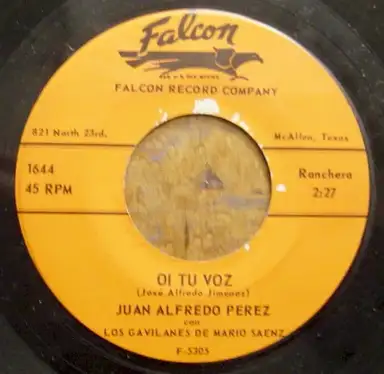 Falcon
FALCON RECORD COMPANY
821 North 23rd.
McAllen, Texas
1644
45 RPM
Ranchera
2:27
OI TU VOZ
(José Alfredo Jimenez)
JUAN ALFREDO PEREZ
con
LOS GAVILANES DE MARIO SAENZ
F-5305